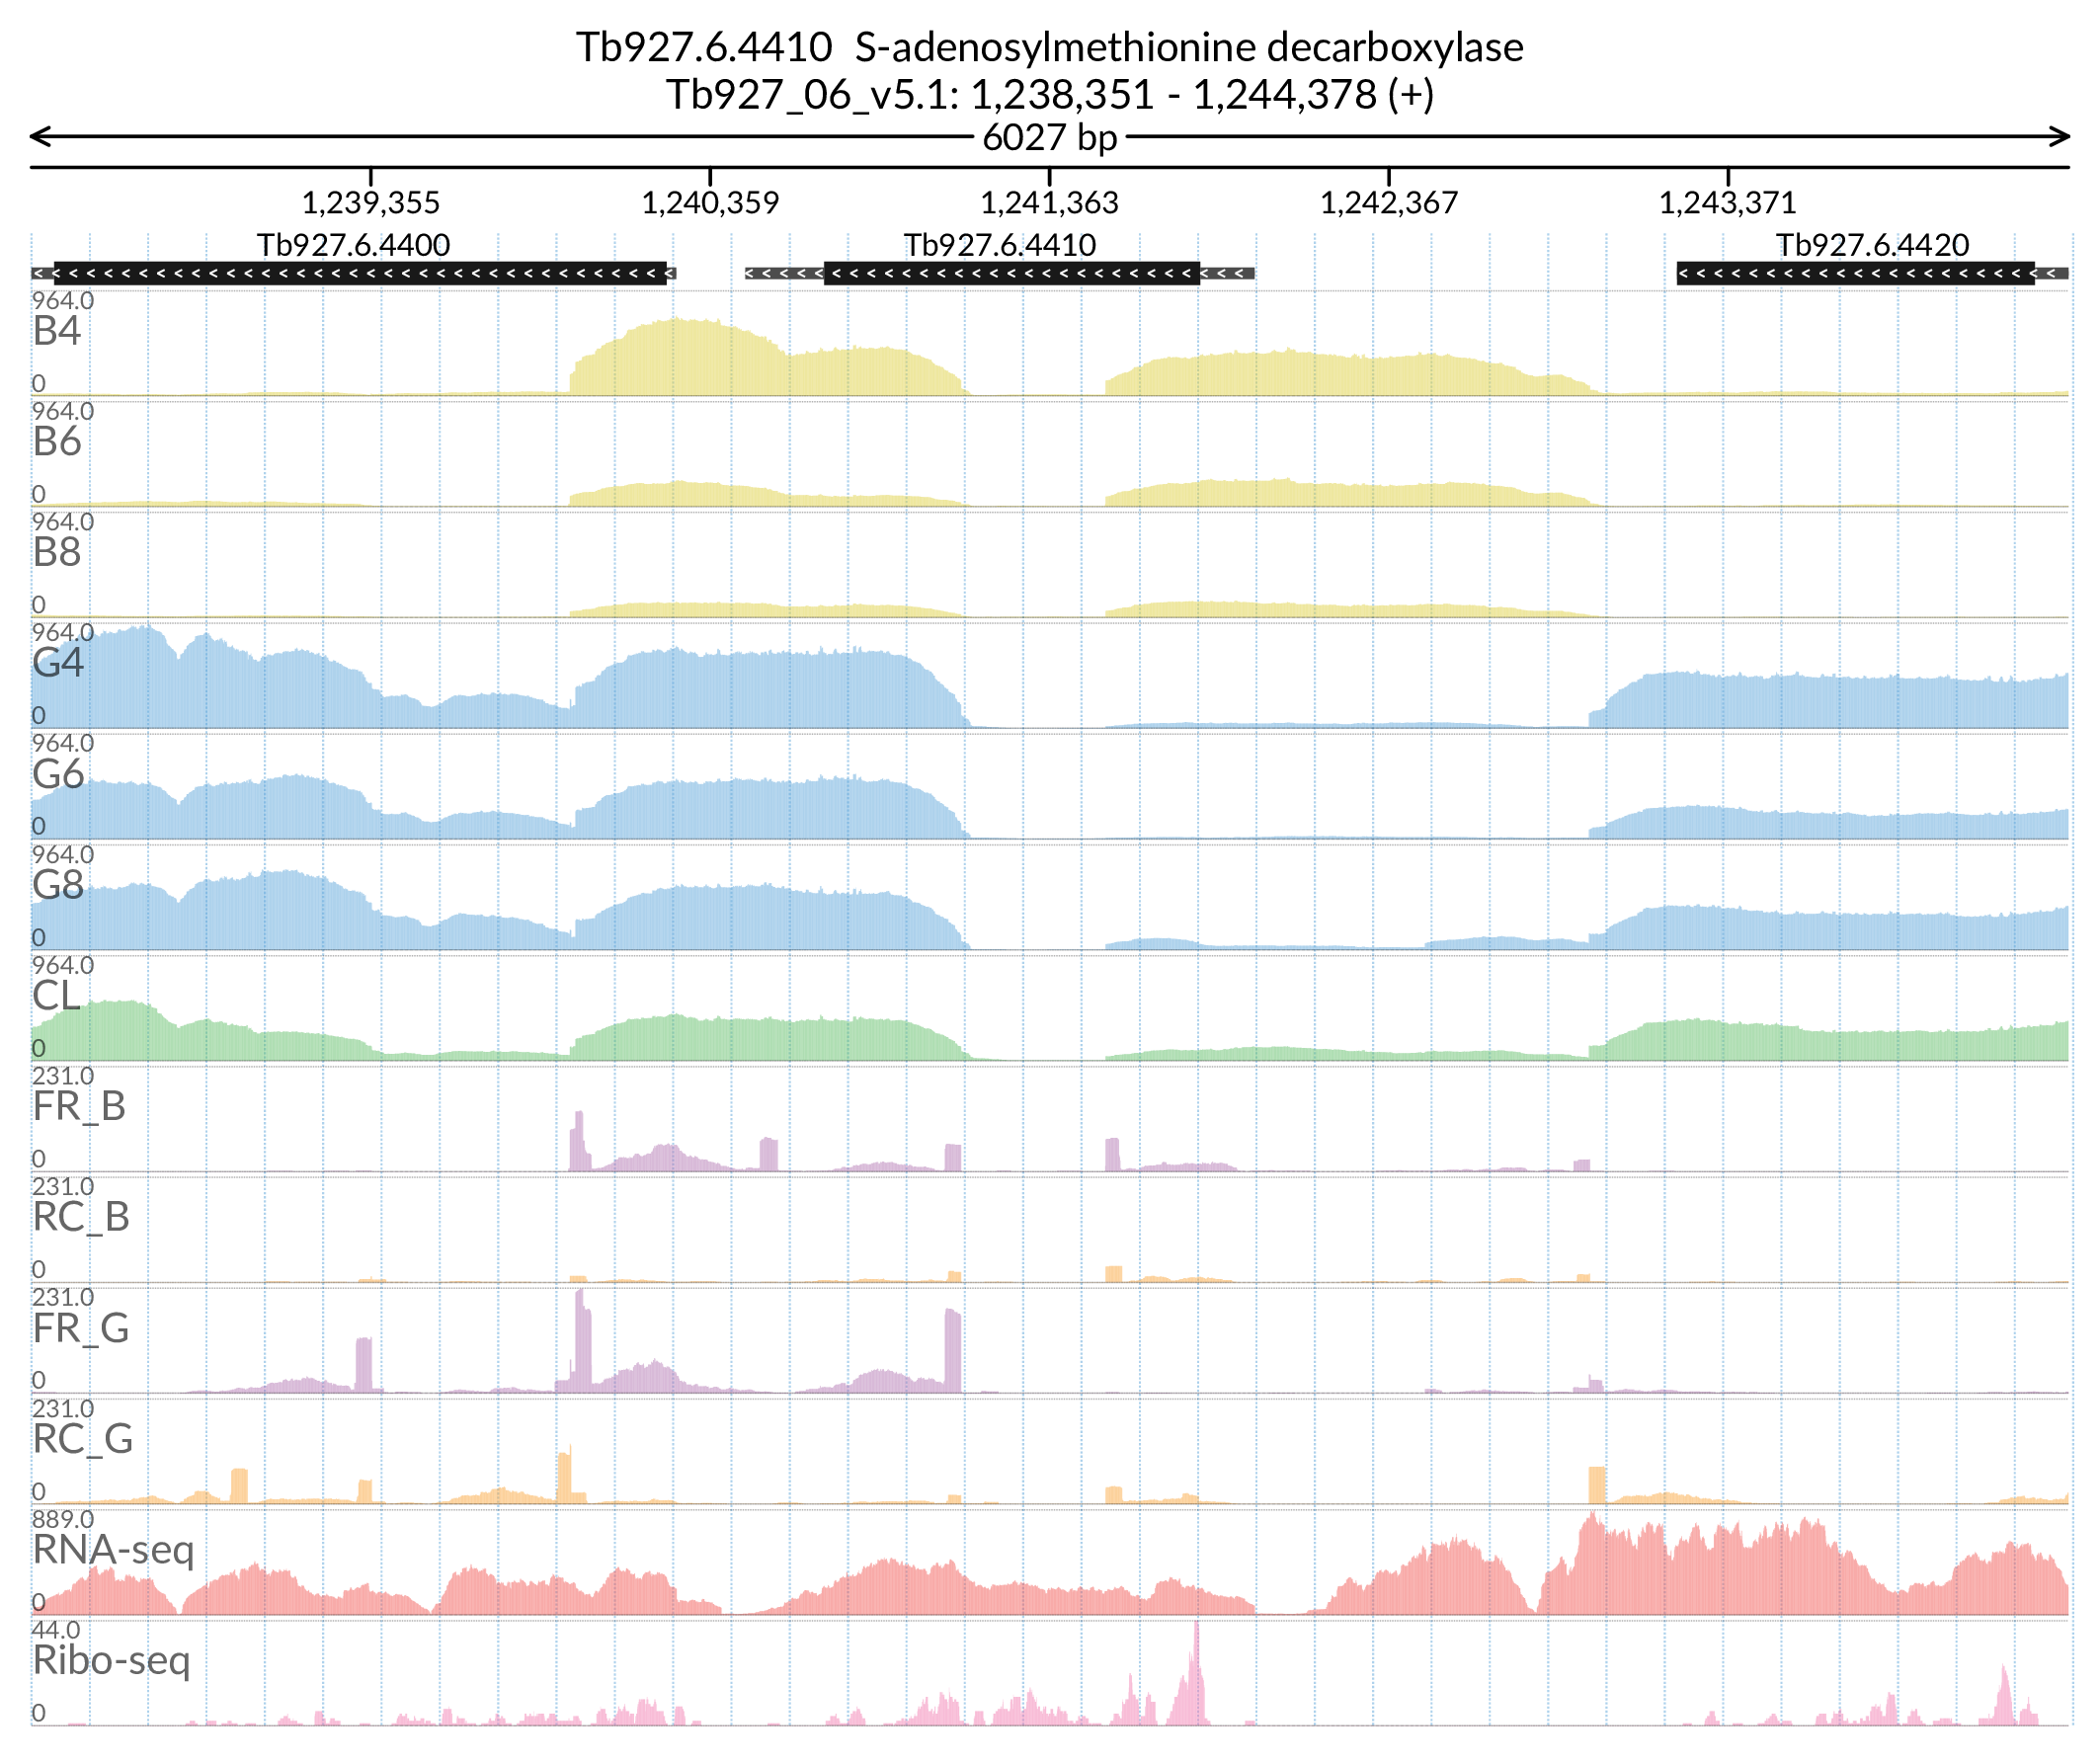 Tb927.6.4410 S-adenosylmethionine decarboxylase
Tb927_06_v5.1: 1,238,351 - 1,244,378 (+)
6027 bp
1,239,355 1,240,359 1,241,363 1,242,367 1,243,371
Tb927.6.4400 Tb927.6.4410 Tb927.6.4420
964.0
B4
0
964.0
B6
0
964.0
B8
0
964.0
G4
0
964.0
G6
0
964.0
G8
0
964.0
CL
0
231.0
FR_B
0
231.0
RC_B
0
231.0
FR_G
0
231.0
RC_G
0
889.0
RNA-seq
0
44.0
Ribo-seq
0